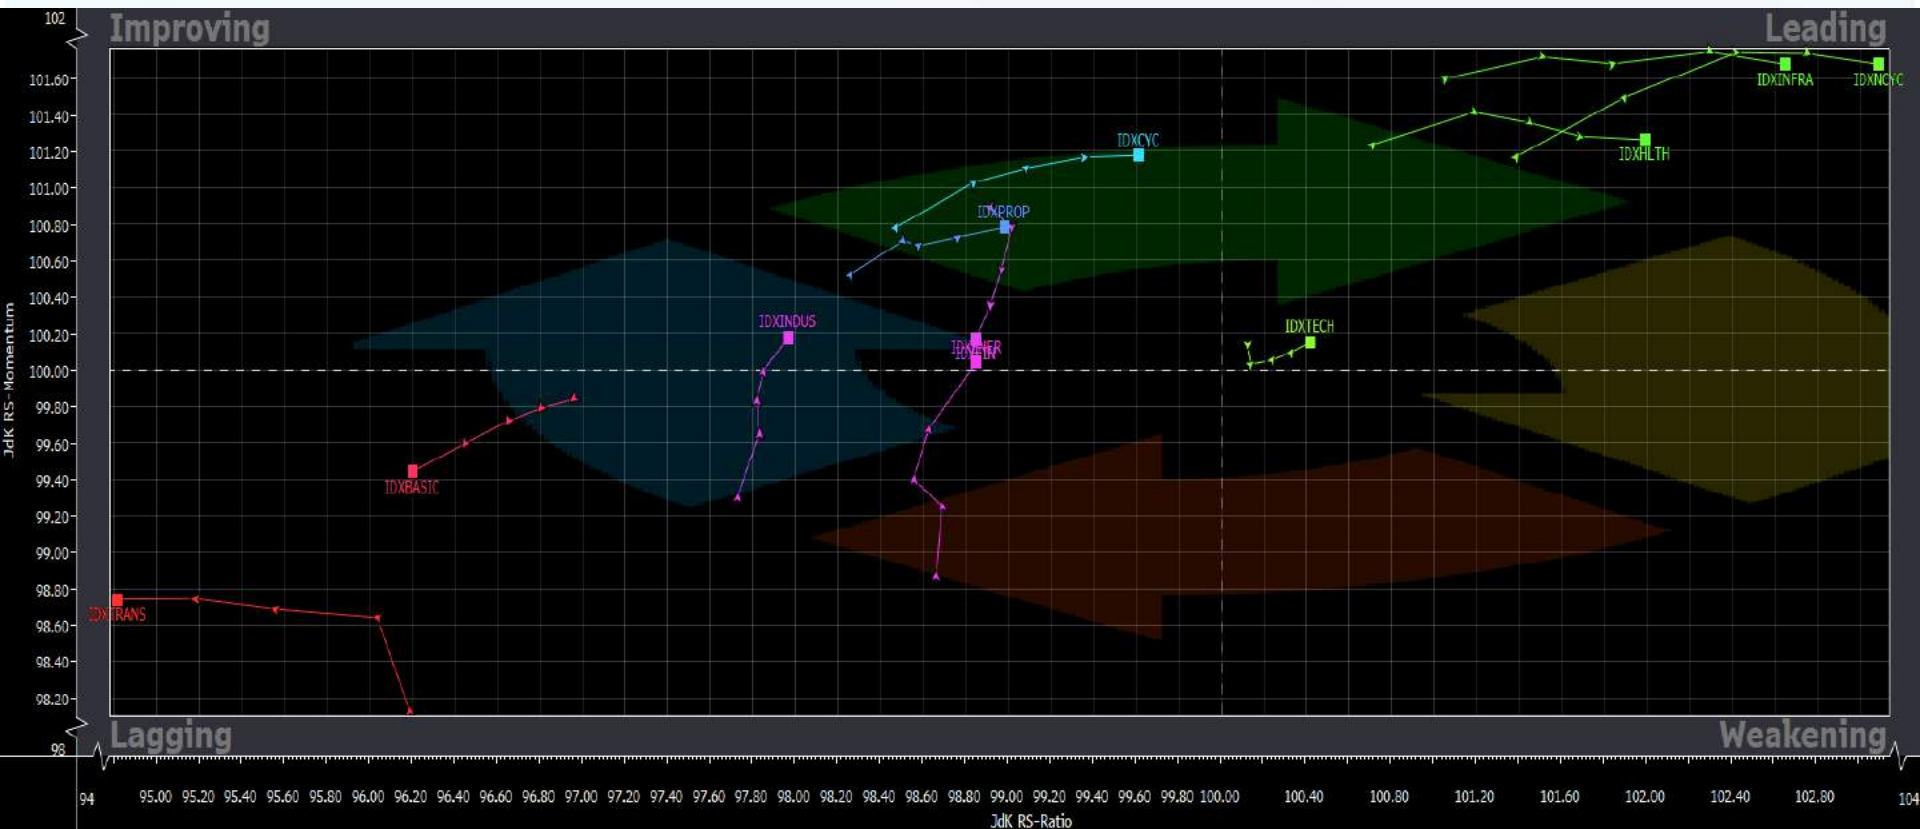 Improving
Leading
102
101.60
101.40
101.20
101.00
100.80
100.60
100.40
100.20
100.00
99.80
99.60
99.40
99.20
99.00
98.80
98.60
98.40
98.20
98
JdK RS-Momentum
IDXINFRA
IDXNCYC
IDXHLTH
IDXCYC
IDXPROP
IDXINDUS
IDXTECH
IDXBASIC
IDXTRANS
Lagging
Weakening
94 95.00 95.20 95.40 95.60 95.80 96.00 96.20 96.40 96.60 96.80 97.00 97.20 97.40 97.60 97.80 98.00 98.20 98.40 98.60 98.80 99.00 99.20 99.40 99.60 99.80 100.00 100.40 100.80 101.20 101.60 102.00 102.40 102.80 104
JdK RS-Ratio